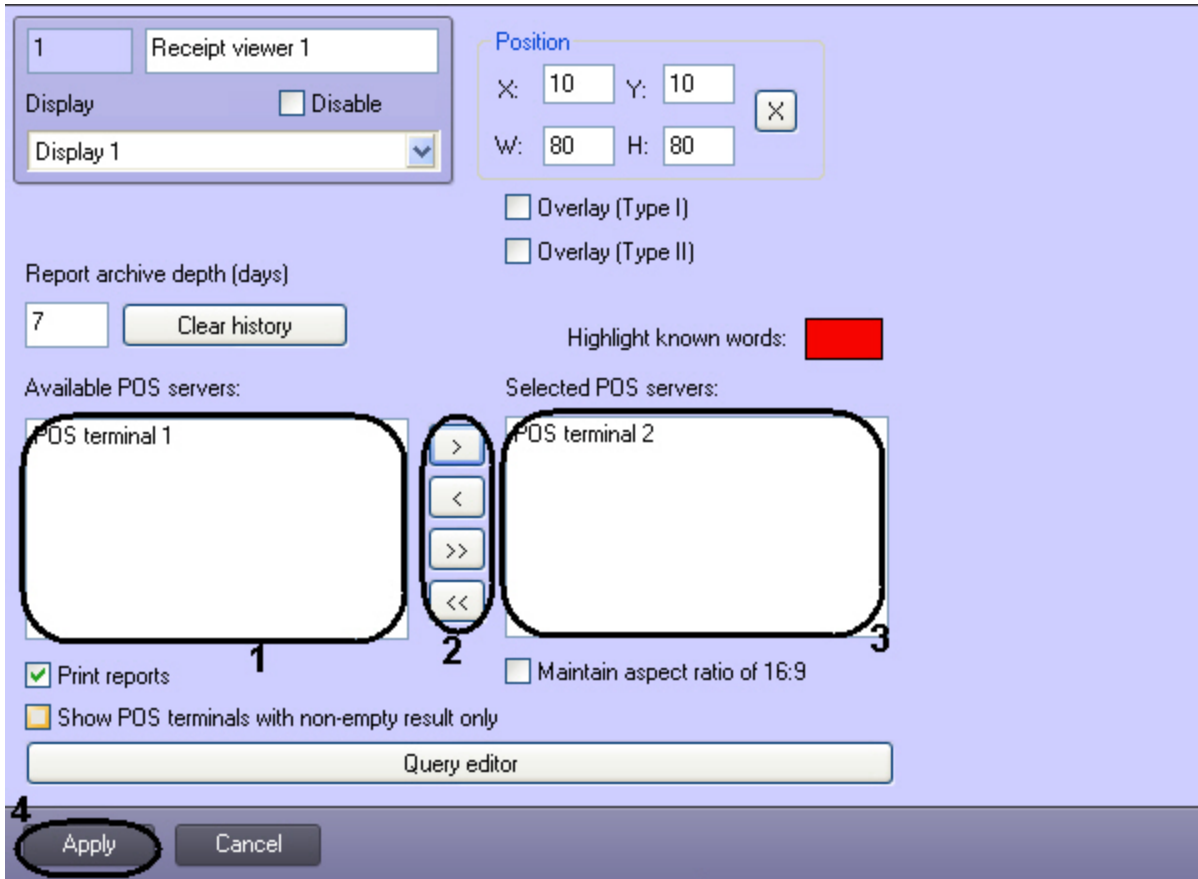 1
Receipt viewer 1
Display
Disable
Display 1
Position
X: 10 Y: 10
X
W: 80 H: 80
Overlay (Type I)
Overlay (Type II)
Report archive depth (days)
7
Clear history
Highlight known words:
Available POS servers:
Selected POS servers:
POS terminal 1
POS terminal 2
>
<
>>
<<
1
2
3
Print reports
Maintain aspect ratio of 16:9
Show POS terminals with non-empty result only
Query editor
4
Apply
Cancel